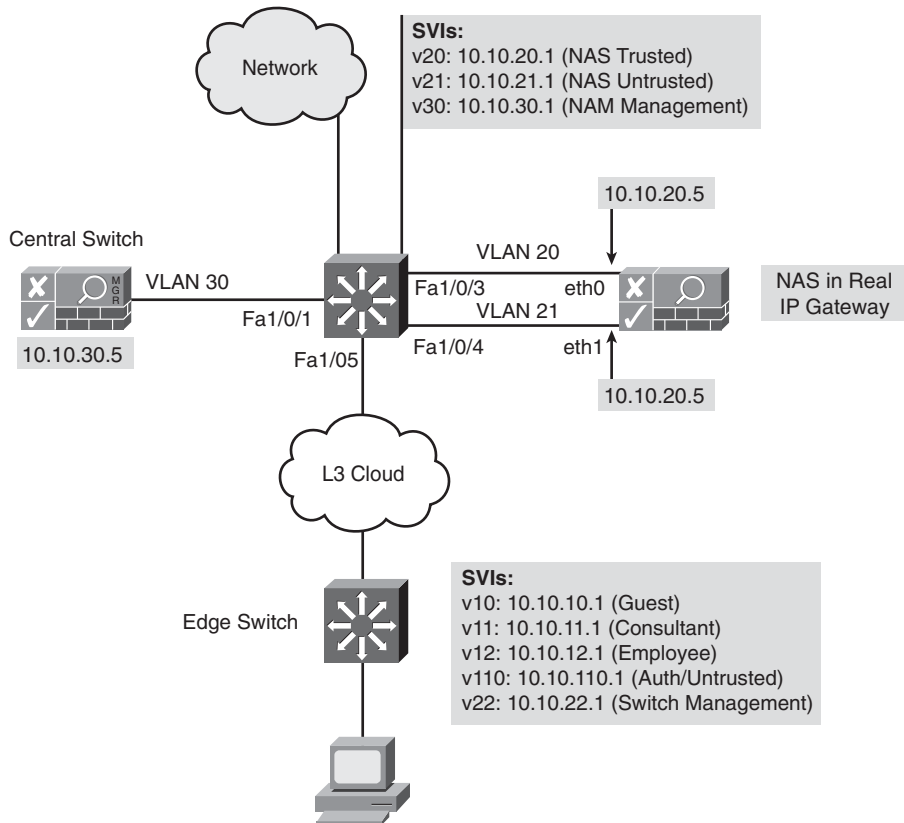 Network
SVIs:
v20: 10.10.20.1 (NAS Trusted)
v21: 10.10.21.1 (NAS Untrusted)
v30: 10.10.30.1 (NAM Management)
10.10.20.5
Central Switch
MGR
VLAN 30
Fa1/0/1
10.10.30.5
VLAN 20
Fa1/0/3
eth0
VLAN 21
Fa1/0/4
eth1
NAS in Real
IP Gateway
10.10.20.5
Fa1/05
L3 Cloud
Edge Switch
SVIs:
v10: 10.10.10.1 (Guest)
v11: 10.10.11.1 (Consultant)
v12: 10.10.12.1 (Employee)
v110: 10.10.110.1 (Auth/Untrusted)
v22: 10.10.22.1 (Switch Management)